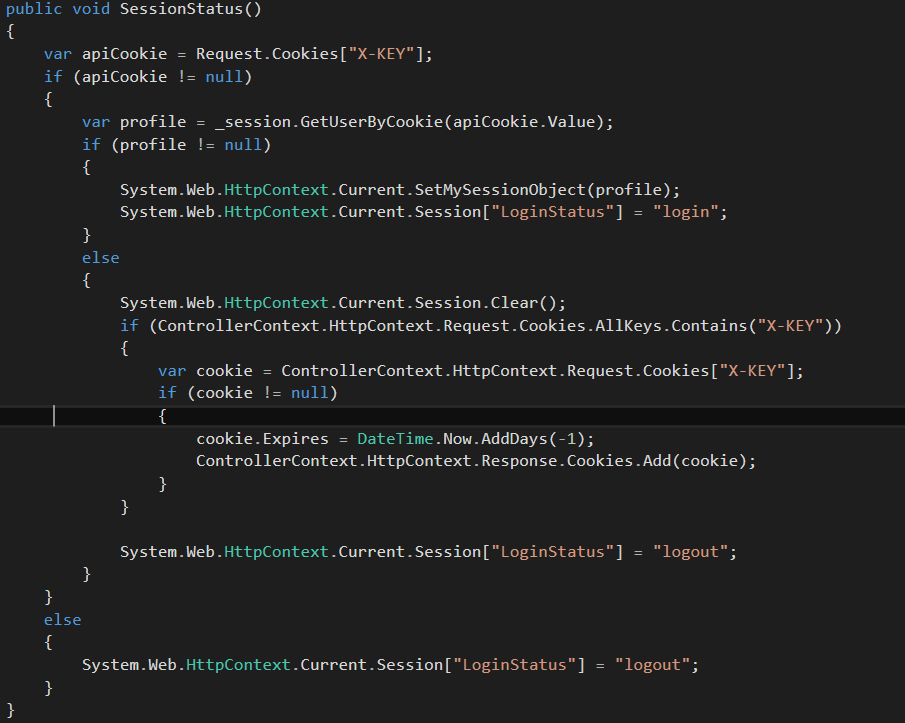 public void SessionStatus()
{
    var apiCookie = Request.Cookies["X-KEY"];
    if (apiCookie != null)
    {
        var profile = _session.GetUserByCookie(apiCookie.Value);
        if (profile != null)
        {
            System.Web.HttpContext.Current.SetMySessionObject(profile);
            System.Web.HttpContext.Current.Session["LoginStatus"] = "login";
        }
        else
        {
            System.Web.HttpContext.Current.Session.Clear();
            if (ControllerContext.HttpContext.Request.Cookies.AllKeys.Contains("X-KEY"))
            {
                var cookie = ControllerContext.HttpContext.Request.Cookies["X-KEY"];
                if (cookie != null)
                {
                    cookie.Expires = DateTime.Now.AddDays(-1);
                    ControllerContext.HttpContext.Response.Cookies.Add(cookie);
                }
            }

            System.Web.HttpContext.Current.Session["LoginStatus"] = "logout";
        }
    }
    else
    {
        System.Web.HttpContext.Current.Session["LoginStatus"] = "logout";
    }
}